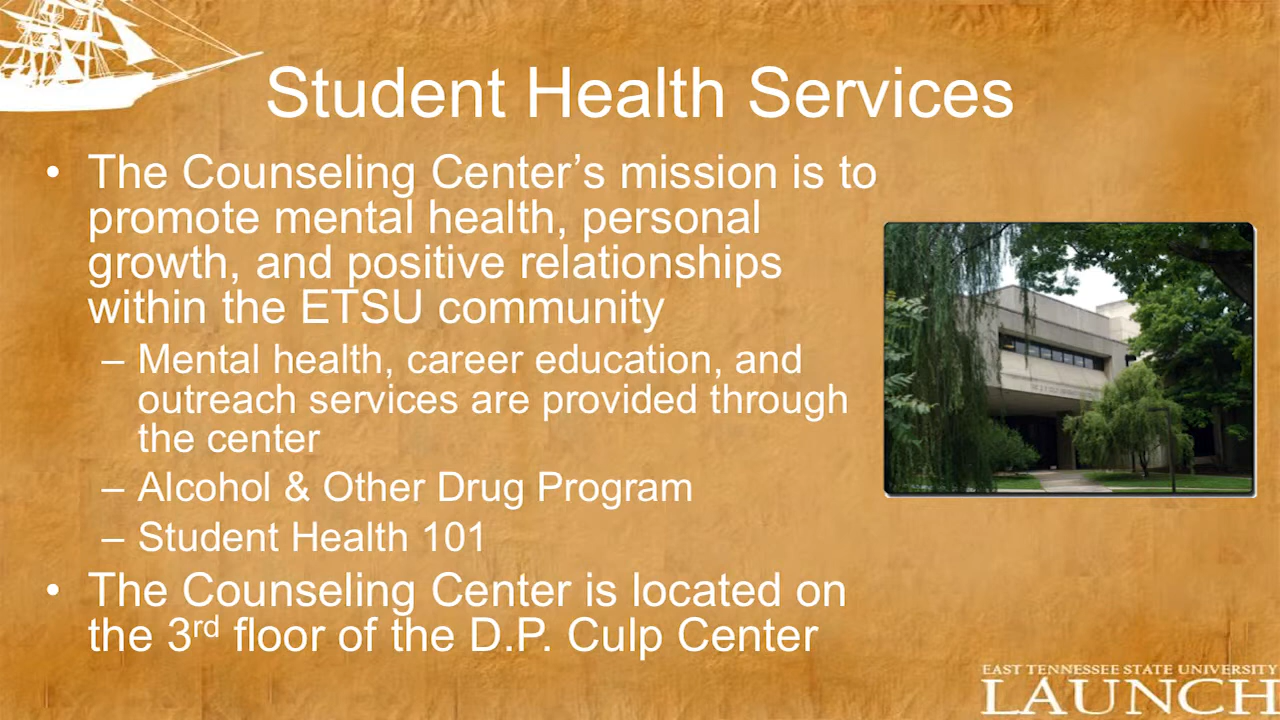 Student Health Services
• The Counseling Center’s mission is to
promote mental health, personal
growth, and positive relationships
within the ETSU community
– Mental health, career education, and
outreach services are provided through
the center
– Alcohol & Other Drug Program
– Student Health 101
• The Counseling Center is located on
the 3rd floor of the D.P. Culp Center
EAST TENNESSEE STATE UNIVERSITY
LAUNCH